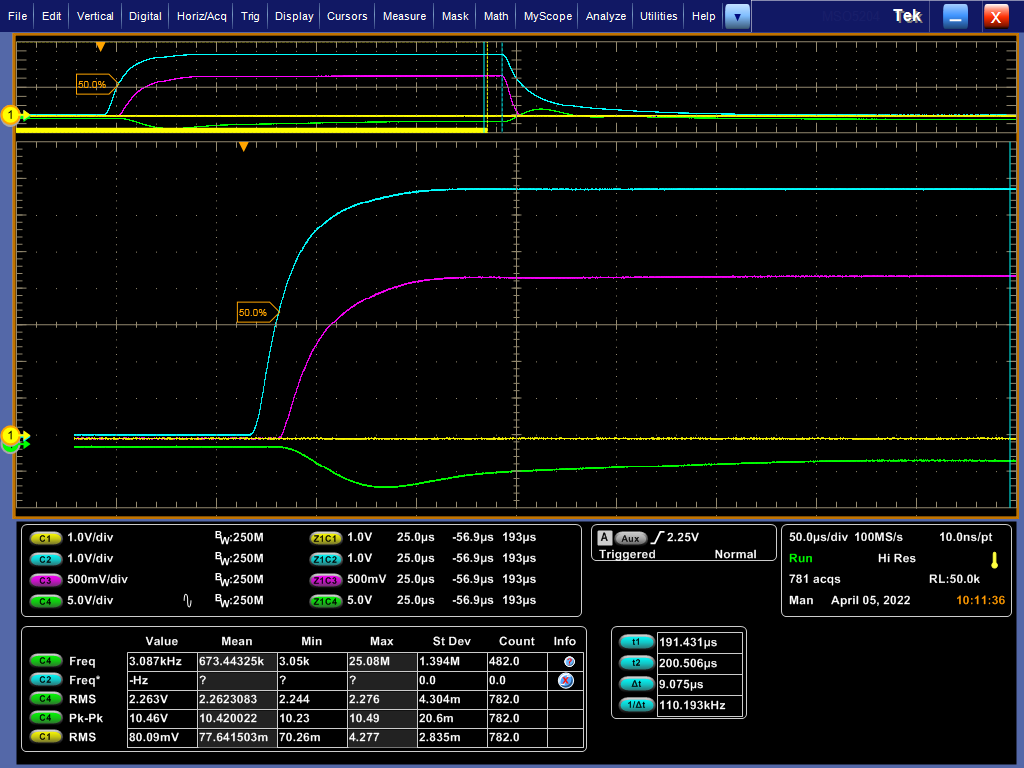 File Edit Vertical Digital Horiz/Acq Trig Display Cursors Measure Mask Math MyScope Analyze Utilities Help Tek X
50.0%
1
50.0%
1
C1 1.0V/div BW:250M Z1C1 1.0V 25.0µs -56.9µs 193µs
C2 1.0V/div BW:250M Z1C2 1.0V 25.0µs -56.9µs 193µs
C3 500mV/div BW:250M Z1C3 500mV 25.0µs -56.9µs 193µs
C4 5.0V/div BW:250M Z1C4 5.0V 25.0µs -56.9µs 193µs
A Aux 2.25V
Triggered Normal
50.0µs/div 100MS/s 10.0ns/pt
Run Hi Res
781 acqs RL:50.0k
Man April 05, 2022 10:11:36
Value Mean Min Max St Dev Count Info
C4 Freq 3.087kHz 673.44325k 3.05k 25.08M 1.394M 482.0 ?
C2 Freq* -Hz ? ? ? 0.0 0.0 X
C4 RMS 2.263V 2.2623083 2.244 2.276 4.304m 782.0
C4 Pk-Pk 10.46V 10.420022 10.23 10.49 20.6m 782.0
C1 RMS 80.09mV 77.641503m 70.26m 4.277 2.835m 782.0
t1 191.431µs
t2 200.506µs
Δt 9.075µs
1/Δt 110.193kHz